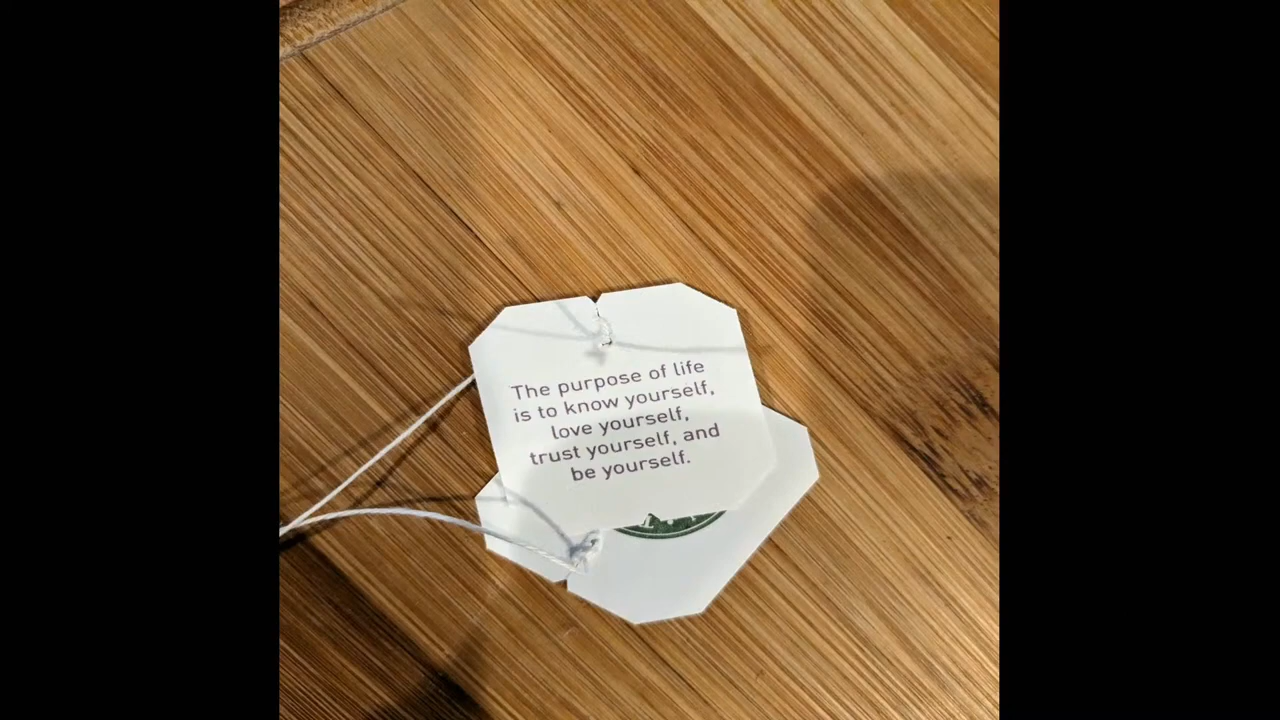 The purpose of life
is to know yourself,
love yourself,
trust yourself, and
be yourself.